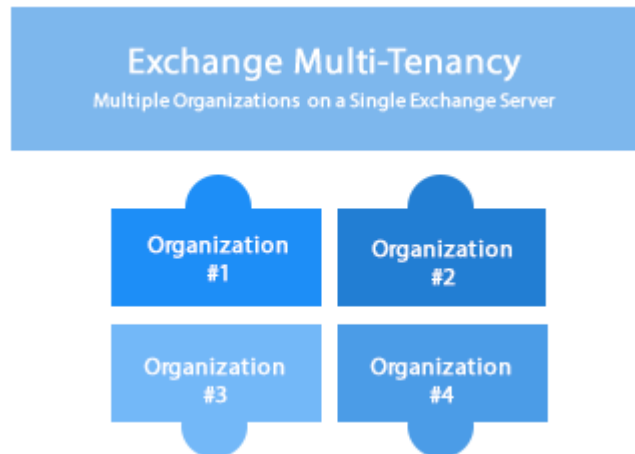 Exchange Multi-Tenancy
Multiple Organizations on a Single Exchange Server
Organization
#1
Organization
#2
Organization
#3
Organization
#4